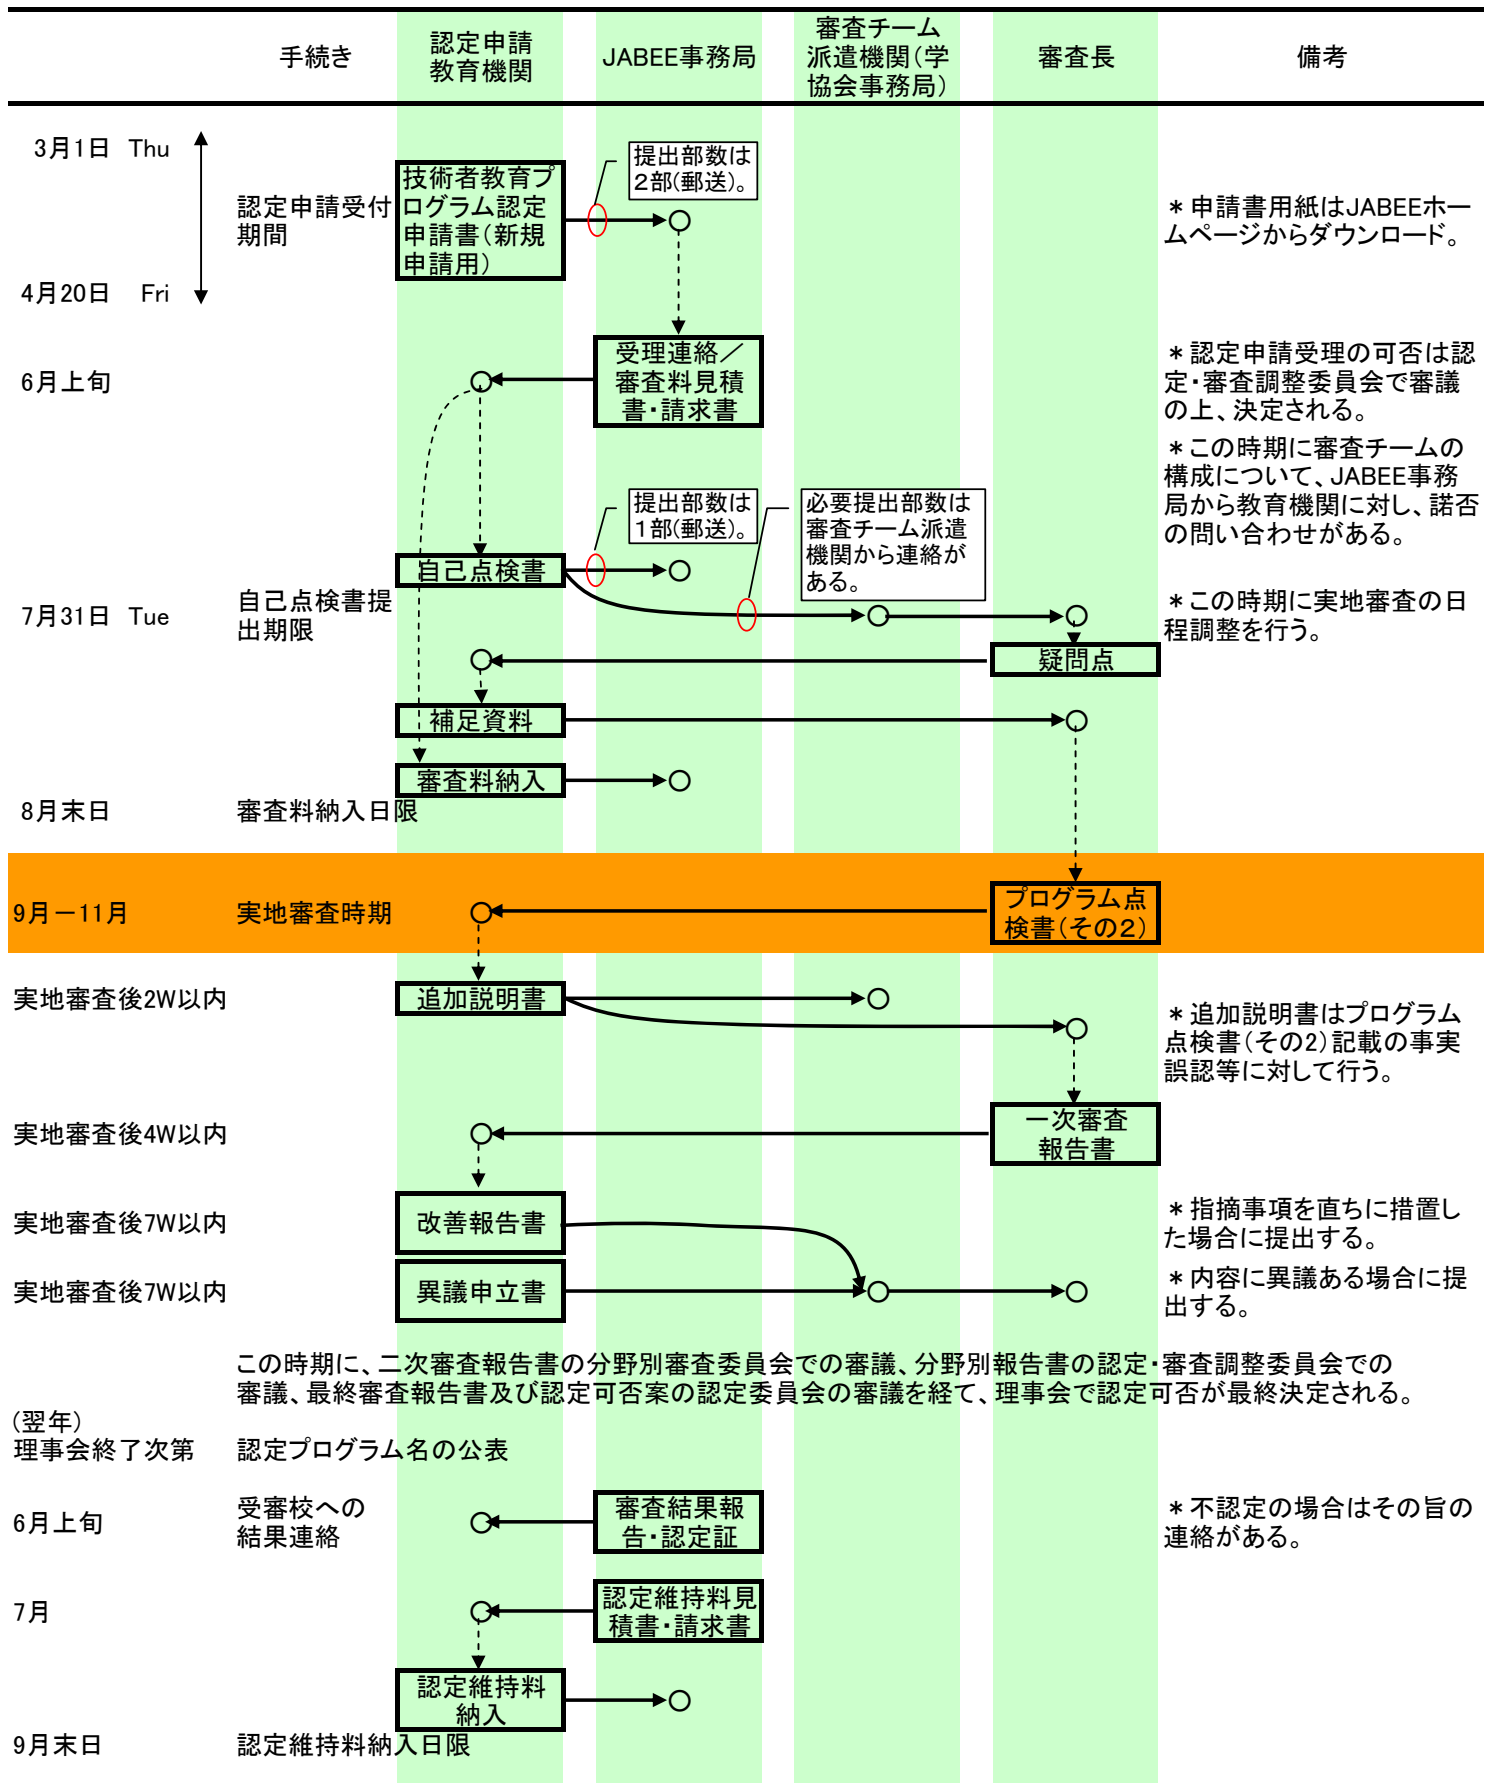 手続き
認定申請
教育機関
JABEE事務局
審査チーム
派遣機関(学
協会事務局)
審査長
備考
3月1日 Thu
4月20日 Fri
認定申請受付
期間
技術者教育プ
ログラム認定
申請書(新規
申請用)
提出部数は
2部(郵送)。
*申請書用紙はJABEEホー
ムページからダウンロード。
6月上旬
受理連絡/
審査料見積
書・請求書
*認定申請受理の可否は認
定・審査調整委員会で審議
の上、決定される。
*この時期に審査チームの
構成について、JABEE事務
局から教育機関に対し、諾否
の問い合わせがある。
提出部数は
1部(郵送)。
必要提出部数は
審査チーム派遣
機関から連絡が
ある。
自己点検書
7月31日 Tue
自己点検書提
出期限
*この時期に実地審査の日
程調整を行う。
疑問点
補足資料
審査料納入
8月末日
審査料納入日限
9月-11月
実地審査時期
プログラム点
検書(その2)
実地審査後2W以内
追加説明書
*追加説明書はプログラム
点検書(その2)記載の事実
誤認等に対して行う。
実地審査後4W以内
一次審査
報告書
実地審査後7W以内
改善報告書
*指摘事項を直ちに措置し
た場合に提出する。
実地審査後7W以内
異議申立書
*内容に異議ある場合に提
出する。
この時期に、二次審査報告書の分野別審査委員会での審議、分野別報告書の認定・審査調整委員会での
審議、最終審査報告書及び認定可否案の認定委員会の審議を経て、理事会で認定可否が最終決定される。
(翌年)
理事会終了次第
認定プログラム名の公表
6月上旬
受審校への
結果連絡
審査結果報
告・認定証
*不認定の場合はその旨の
連絡がある。
7月
認定維持料見
積書・請求書
認定維持料
納入
9月末日
認定維持料納入日限